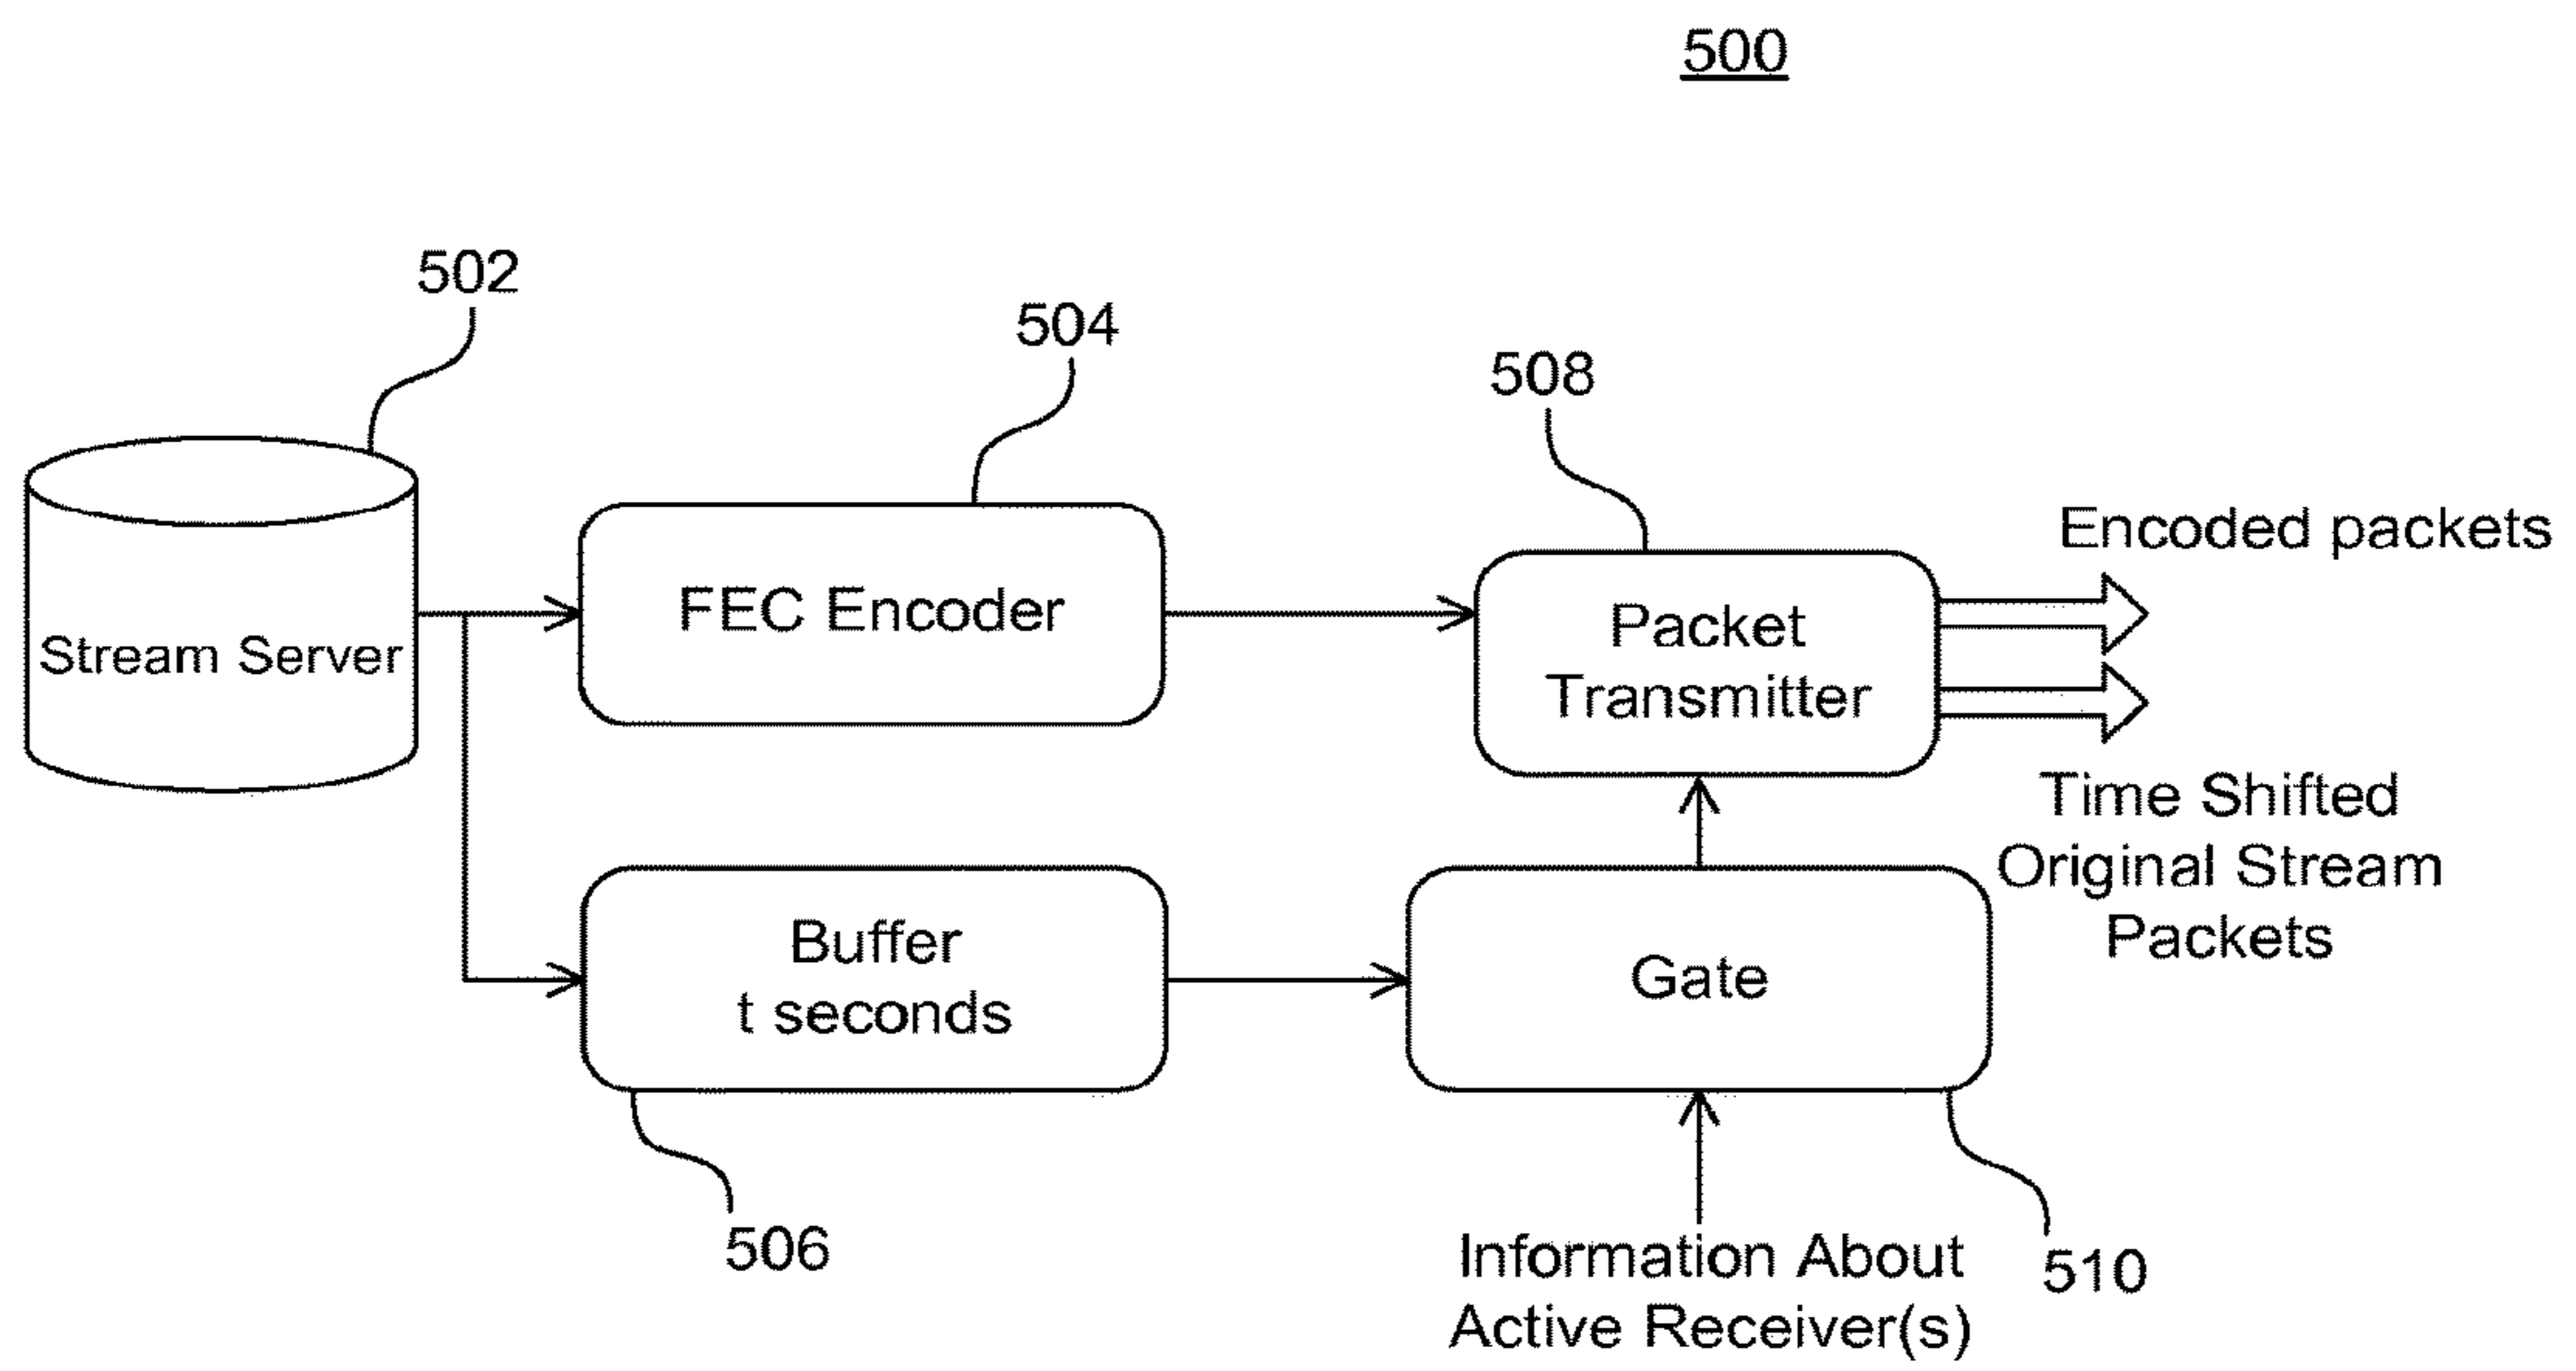 500
502
504
508
Encoded packets
FEC Encoder
Packet
Transmitter
Stream Server
Time Shifted
Original Stream
Packets
Buffer
t seconds
Gate
506
Information About
Active Receiver(s)
510